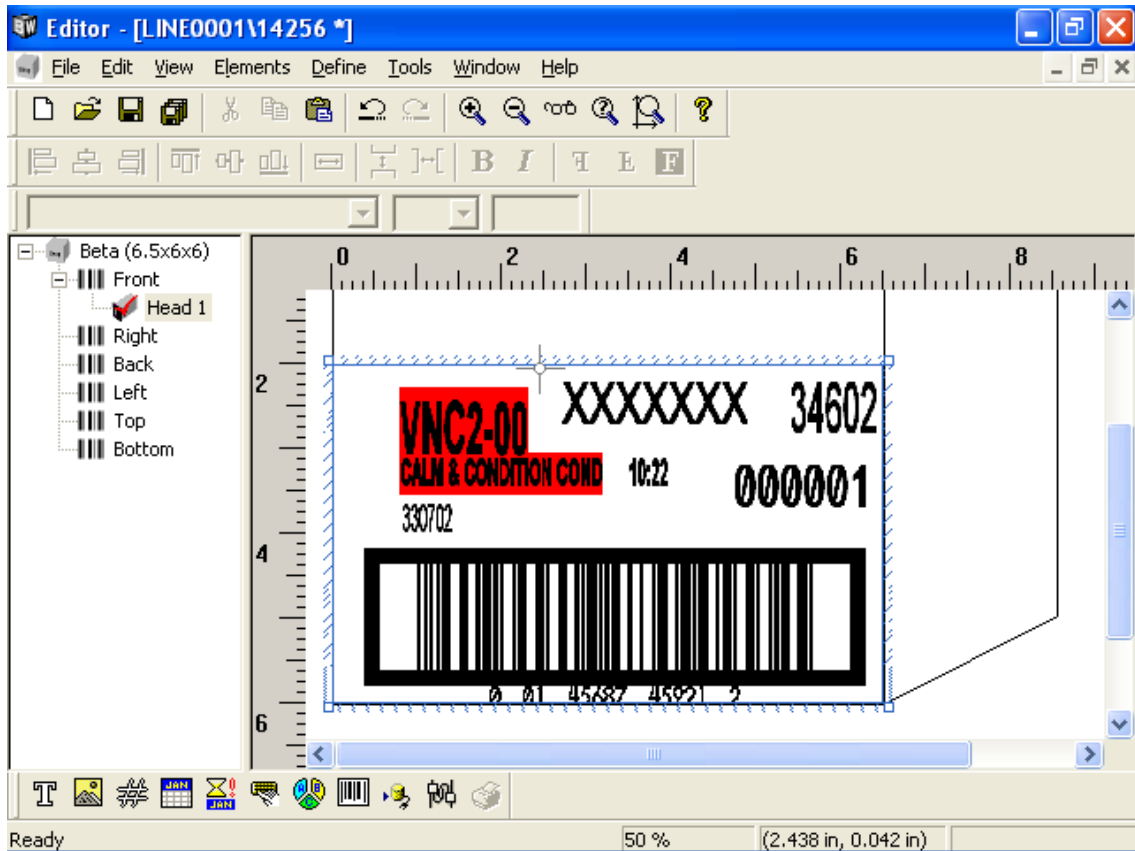 Editor - [LINE0001\14256 *]
File Edit View Elements Define Tools Window Help
B I F E F
Beta (6.5x6x6)
Front
Head 1
Right
Back
Left
Top
Bottom
0 2 4 6 8
2
4
6
VNC2-00 XXXXXXX 34602
CALM & CONDITION COND 10:22 000001
330702
0 01 45687 45921 2
T JAN JAN A B
Ready 50 % (2.438 in, 0.042 in)